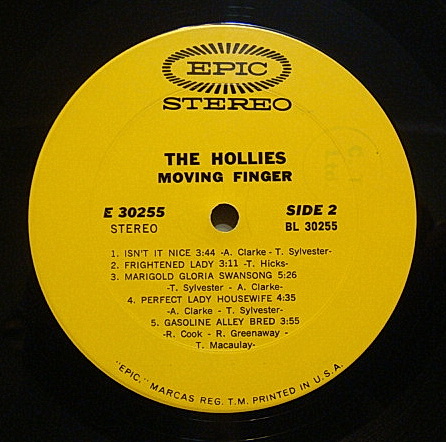 EPIC
STEREO
THE HOLLIES
MOVING FINGER
E 30255 SIDE 2
STEREO BL 30255
1. ISN'T IT NICE 3:44 -A. Clarke - T. Sylvester-
2. FRIGHTENED LADY 3:11 -T. Hicks-
3. MARIGOLD GLORIA SWANSONG 5:26
-T. Sylvester - A. Clarke-
4. PERFECT LADY HOUSEWIFE 4:35
-A. Clarke - T. Sylvester-
5. GASOLINE ALLEY BRED 3:55
-R. Cook - R. Greenaway -
T. Macaulay-
"EPIC," MARCAS REG. T.M. PRINTED IN U.S.A.